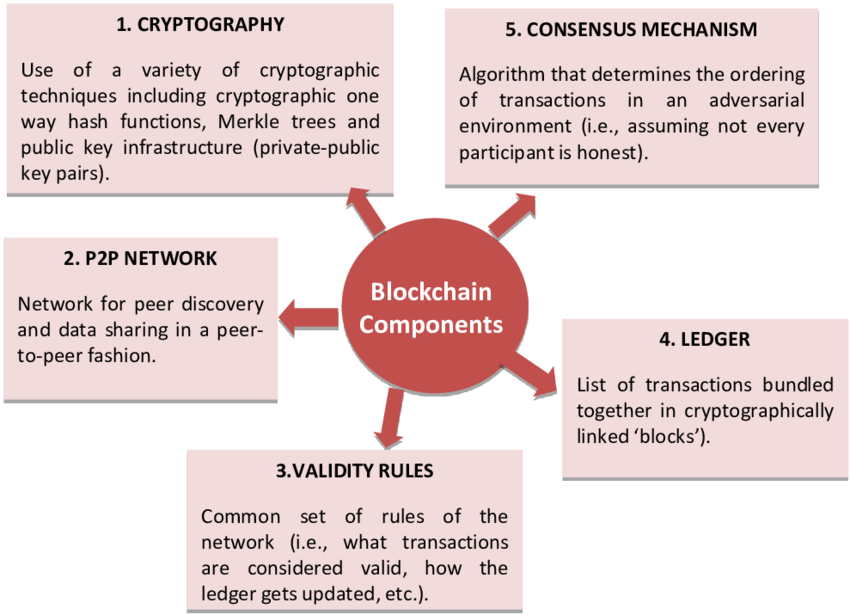 1. CRYPTOGRAPHY
Use of a variety of cryptographic
techniques including cryptographic one
way hash functions, Merkle trees and
public key infrastructure (private-public
key pairs).
2. P2P NETWORK
Network for peer discovery
and data sharing in a peer-
to-peer fashion.
3.VALIDITY RULES
Common set of rules of the
network (i.e., what transactions
are considered valid, how the
ledger gets updated, etc.).
4. LEDGER
List of transactions bundled
together in cryptographically
linked ‘blocks’).
5. CONSENSUS MECHANISM
Algorithm that determines the ordering
of transactions in an adversarial
environment (i.e., assuming not every
participant is honest).
Blockchain
Components